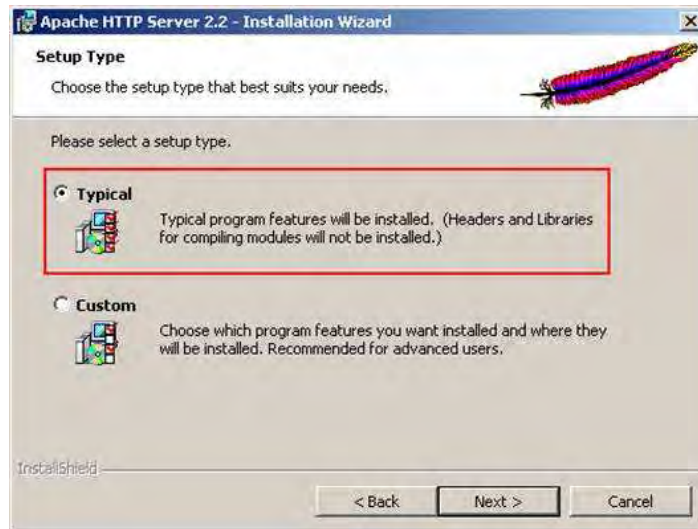 Apache HTTP Server 2.2 - Installation Wizard
Setup Type
Choose the setup type that best suits your needs.
Please select a setup type.
Typical
Typical program features will be installed. (Headers and Libraries
for compiling modules will not be installed.)
Custom
Choose which program features you want installed and where they
will be installed. Recommended for advanced users.
InstallShield
< Back
Next >
Cancel